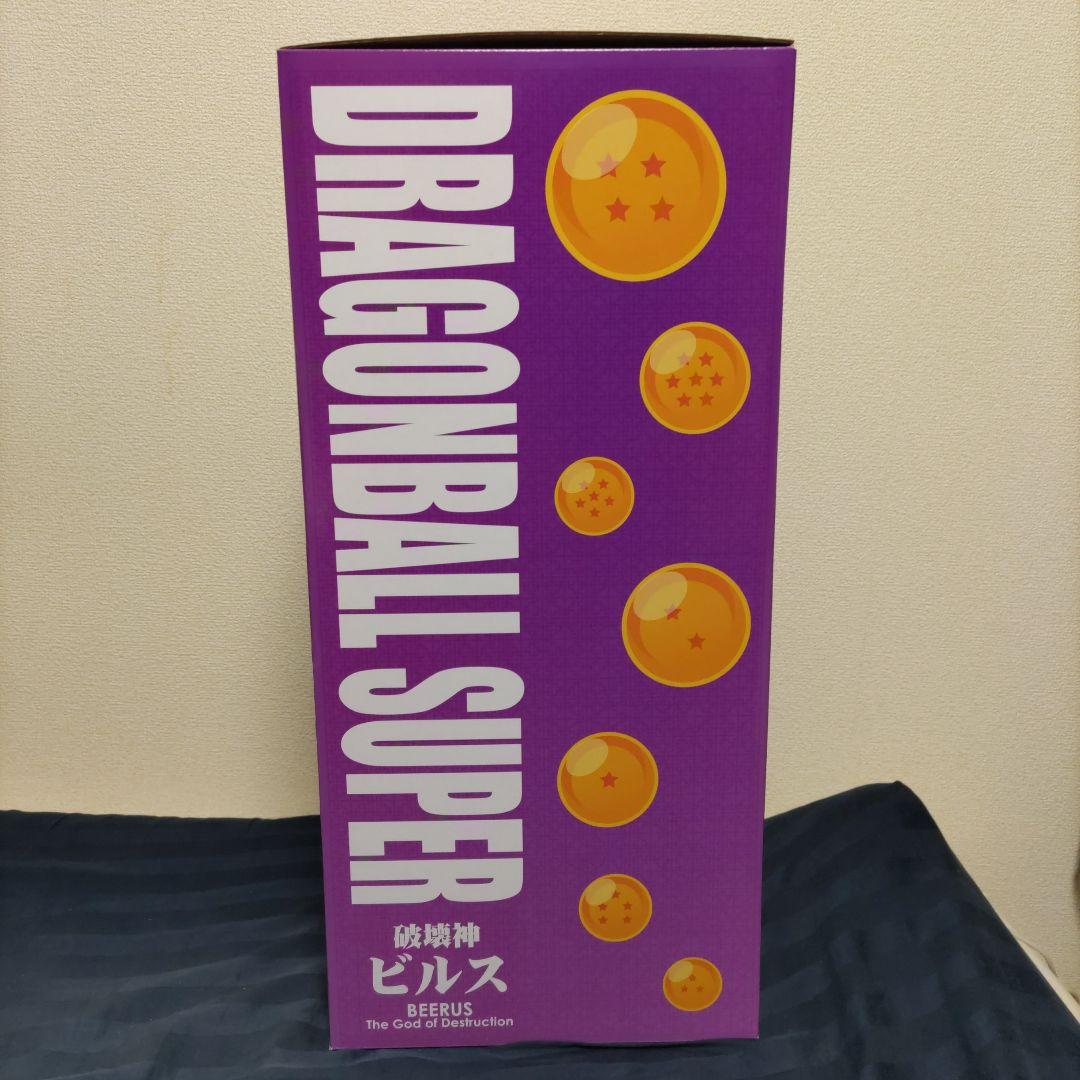 DRAGONBALL SUPER
破壊神
ビルス
BEERUS
The God of Destruction